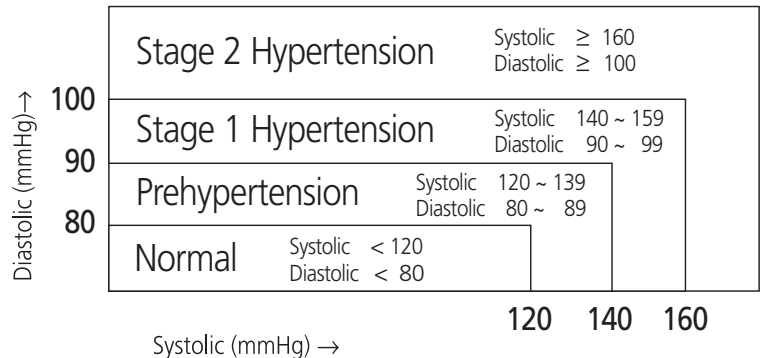 Stage 2 Hypertension
Systolic ≥ 160
Diastolic ≥ 100
100
Stage 1 Hypertension
Systolic 140 ~ 159
Diastolic 90 ~ 99
90
Prehypertension
Systolic 120 ~ 139
Diastolic 80 ~ 89
80
Normal
Systolic < 120
Diastolic < 80
Diastolic (mmHg)→
120 140 160
Systolic (mmHg) →